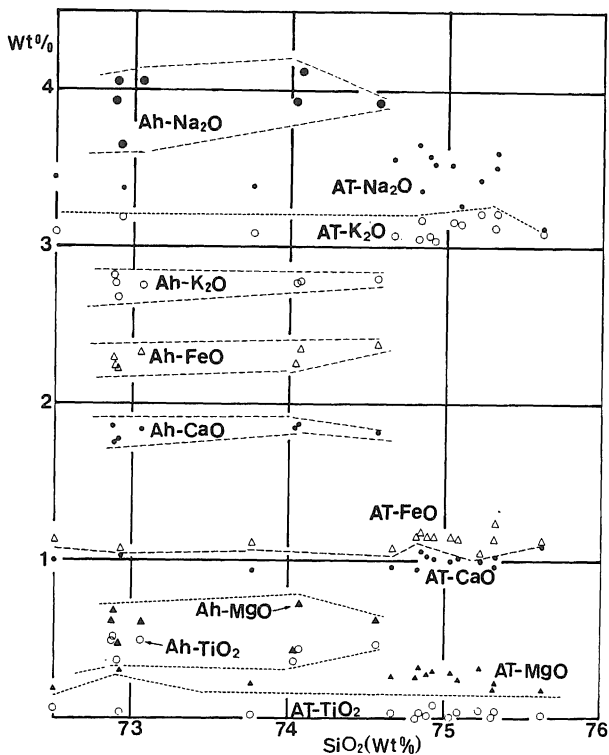 Wt%
4
Ah-Na₂O
AT-Na₂O
AT-K₂O
3
Ah-K₂O
Ah-FeO
2
Ah-CaO
AT-FeO
1
AT-CaO
Ah-MgO
Ah-TiO₂
AT-MgO
AT-TiO₂
73 74 75 76
SiO₂(Wt%)